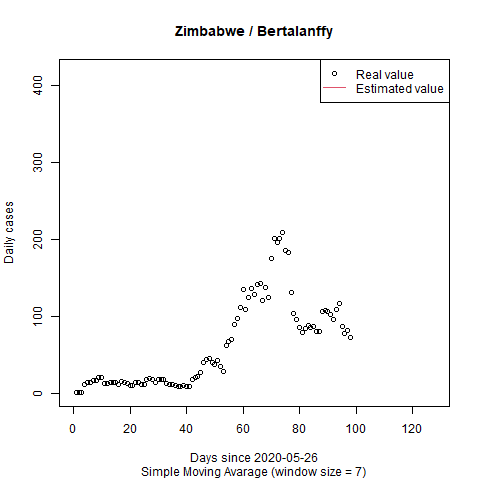 Zimbabwe / Bertalanffy
Real value
Estimated value
Daily cases
400
300
200
100
0
0 20 40 60 80 100 120
Days since 2020-05-26
Simple Moving Avarage (window size = 7)